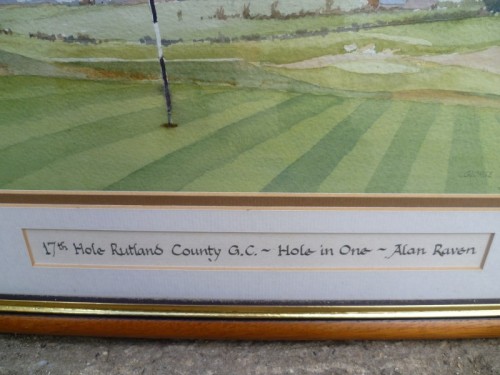 17th Hole Rutland County G.C. ~ Hole in One ~ Alan Raven